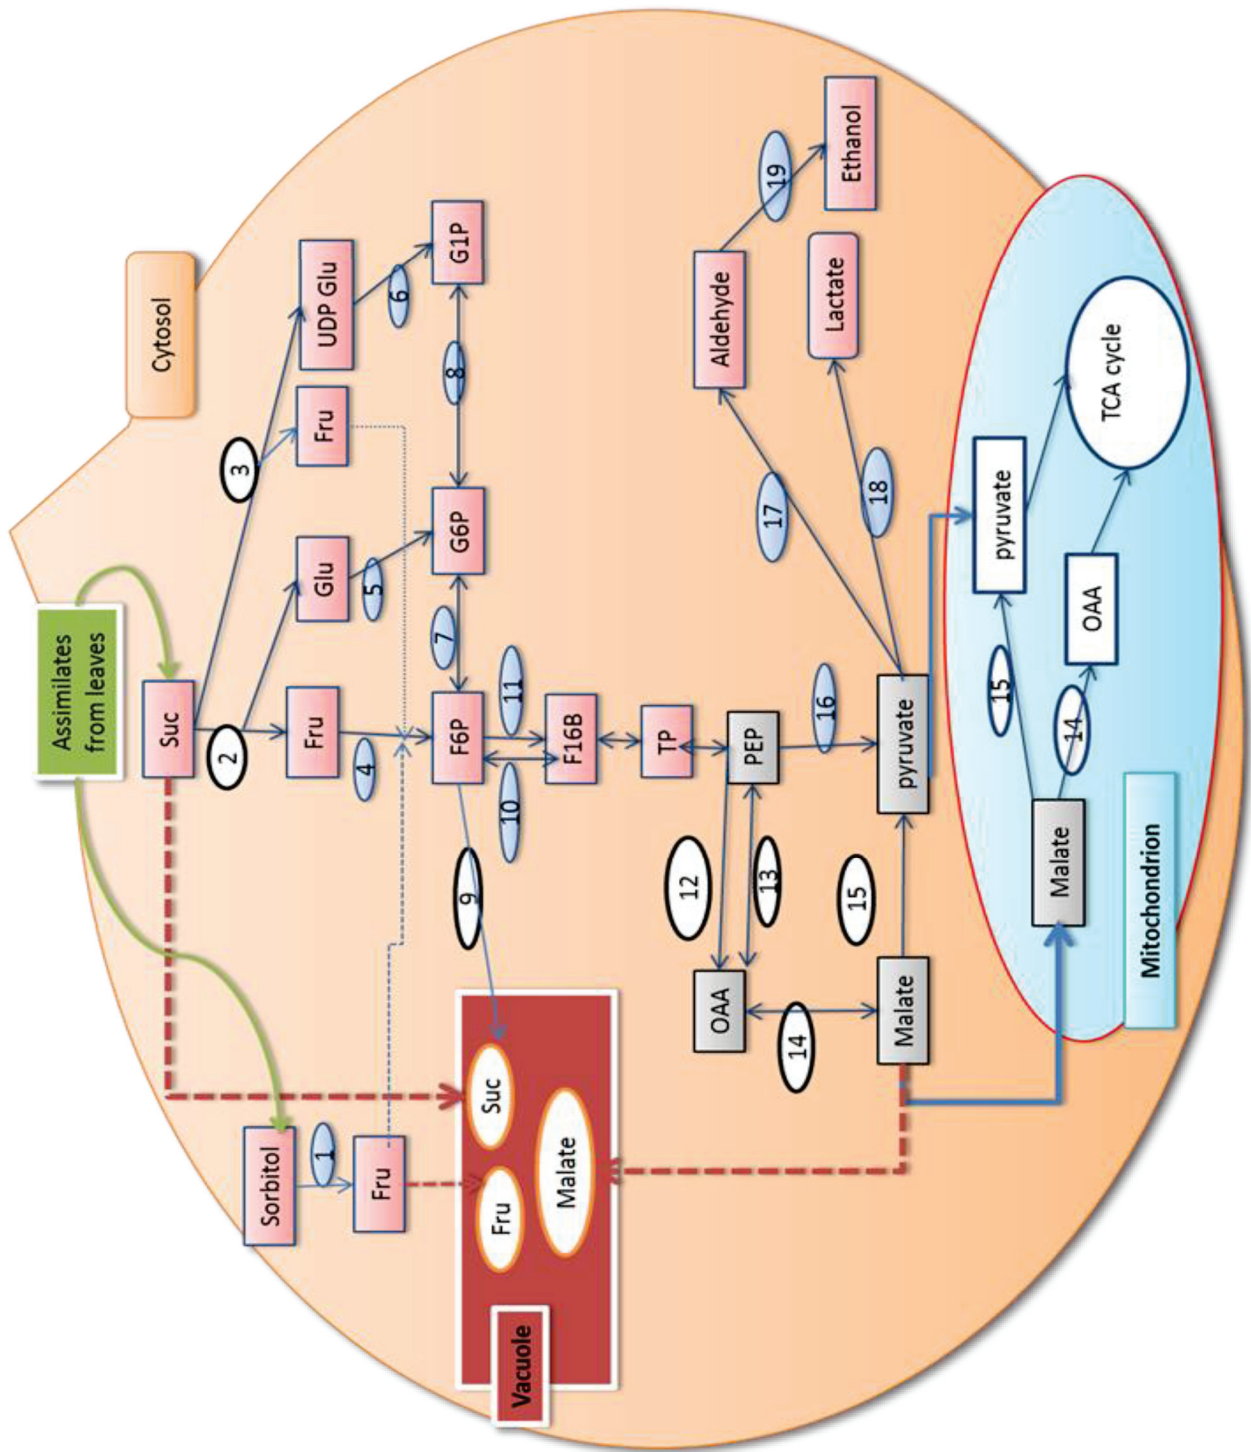 Assimilates
from leaves
Cytosol
Suc
2
3
Fru
Glu
Fru
UDP Glu
Sorbitol
1
Fru
4
5
6
F6P
7
G6P
8
G1P
9
10
11
F16B
TP
Vacuole
Fru
Suc
Malate
OAA
12
13
PEP
14
15
16
Malate
pyruvate
17
18
19
Aldehyde
Lactate
Ethanol
Mitochondrion
Malate
15
14
pyruvate
OAA
TCA cycle